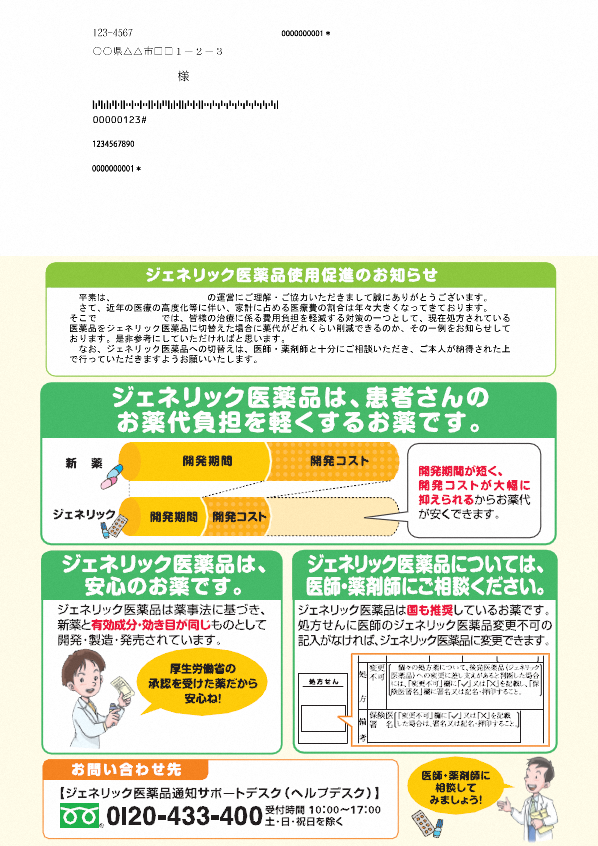 123-4567
0000000001＊
○○県△△市□□１－２－３
様
00000123#
1234567890
0000000001＊
ジェネリック医薬品使用促進のお知らせ
平素は、 の運営にご理解・ご協力いただきまして誠にありがとうございます。
さて、近年の医療の高度化等に伴い、家計に占める医療費の割合は年々大きくなってきております。
そこで では、皆様の治療に係る費用負担を軽減する対策の一つとして、現在処方されている
医薬品をジェネリック医薬品に切替えた場合に薬代がどれくらい削減できるのか、その一例をお知らせして
おります。是非参考にしていただければと思います。
なお、ジェネリック医薬品への切替えは、医師・薬剤師と十分にご相談いただき、ご本人が納得された上
で行っていただきますようお願いいたします。
ジェネリック医薬品は、患者さんの
お薬代負担を軽くするお薬です。
新 薬
開発期間
開発コスト
ジェネリック
開発期間
開発コスト
開発期間が短く、
開発コストが大幅に
抑えられるからお薬代
が安くできます。
ジェネリック医薬品は、
安心のお薬です。
ジェネリック医薬品は薬事法に基づき、
新薬と有効成分・効き目が同じものとして
開発・製造・発売されています。
厚生労働省の
承認を受けた薬だから
安心ね!
ジェネリック医薬品については、
医師・薬剤師にご相談ください。
ジェネリック医薬品は国も推奨しているお薬です。
処方せんに医師のジェネリック医薬品変更不可の
記入がなければ、ジェネリック医薬品に変更できます。
処方せん
処方
変更不可
個々の処方薬について、後発医薬品（ジェネリック
医薬品）への変更に差し支えがあると判断した場合
には、「変更不可」欄に「✓」又は「×」を記載し、「保
険医署名」欄に署名又は記名・押印すること。
備考
保険医署名
「変更不可」欄に「✓」又は「×」を記載
した場合は、署名又は記名・押印すること。
お問い合わせ先
【ジェネリック医薬品通知サポートデスク（ヘルプデスク）】
0120-433-400 受付時間 10:00～17:00
土・日・祝日を除く
医師・薬剤師に
相談して
みましょう!